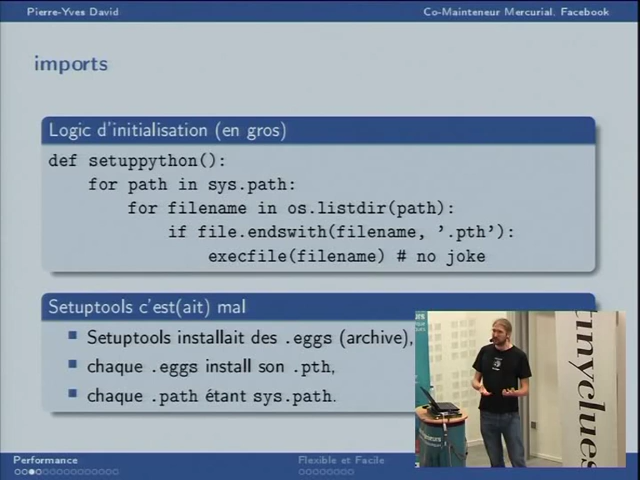 Pierre-Yves David
Co-Mainteneur Mercurial, Facebook
imports
Logic d'initialisation (en gros)
def setuppython():
for path in sys.path:
for filename in os.listdir(path):
if file.endswith(filename, '.pth'):
execfile(filename) # no joke
Setuptools c'est(ait) mal
Setuptools installait des .eggs (archive),
chaque .eggs install son .pth,
chaque .path étant sys.path.
tinyclues
Performance
Flexible et Facile